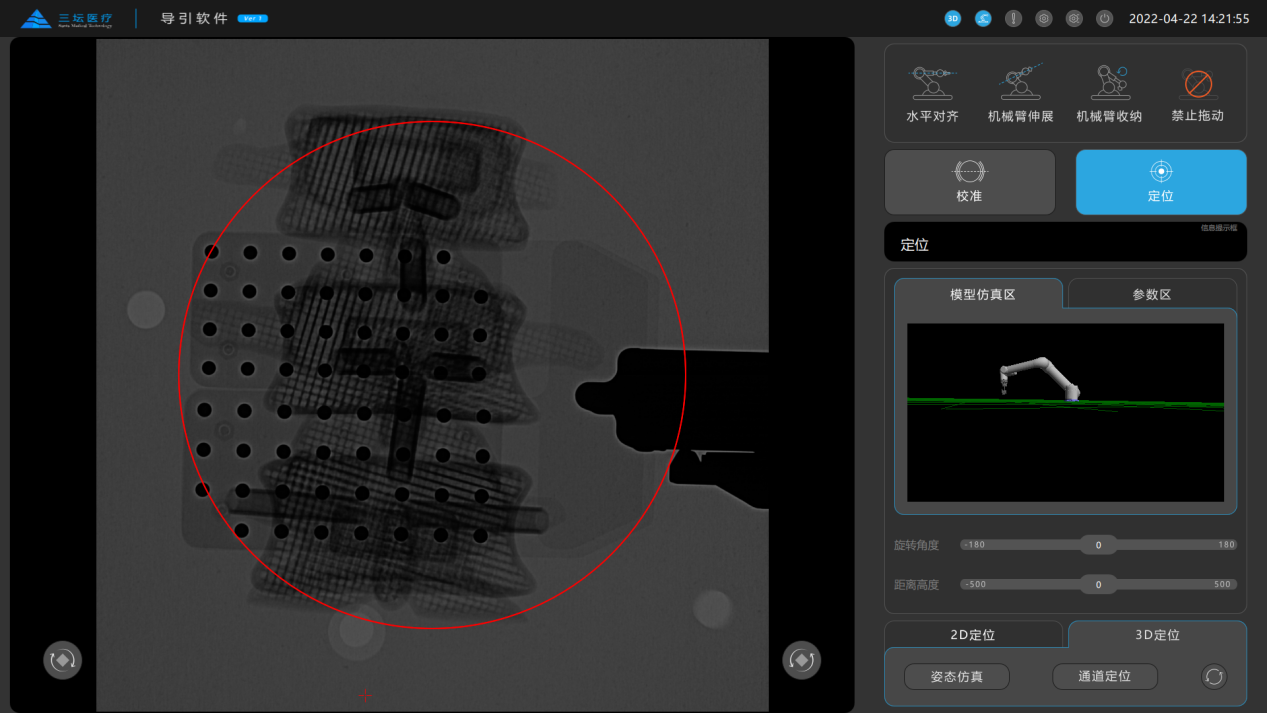 三坛医疗
Santa Medical Technology
导引软件
Ver 1
3D
2022-04-22 14:21:55
水平对齐
机械臂伸展
机械臂收纳
禁止拖动
校准
定位
信息提示框
定位
模型仿真区
参数区
旋转角度
-180
0
180
距离高度
-500
0
500
2D定位
3D定位
姿态仿真
通道定位